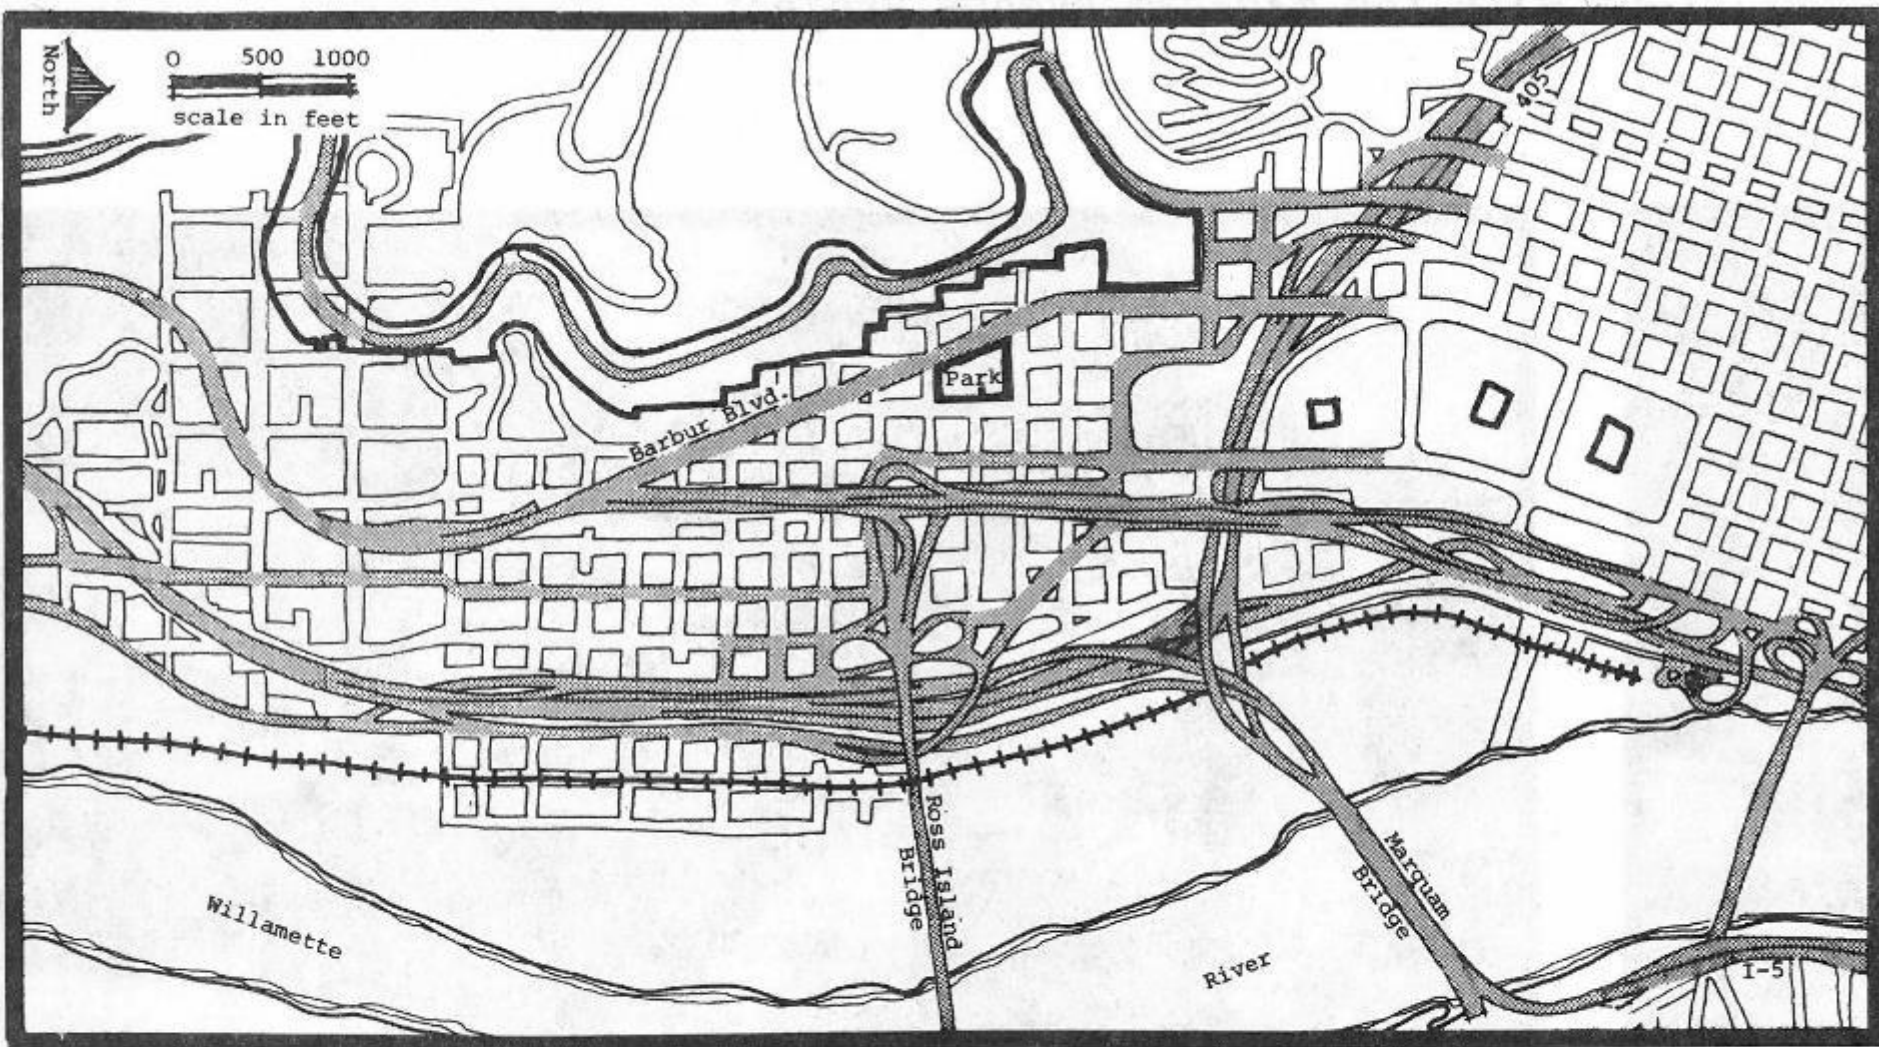 North
0 500 1000
scale in feet
I 405
Park
Barbur Blvd.
Ross Island
Bridge
Marquam
Bridge
Willamette
River
I-5